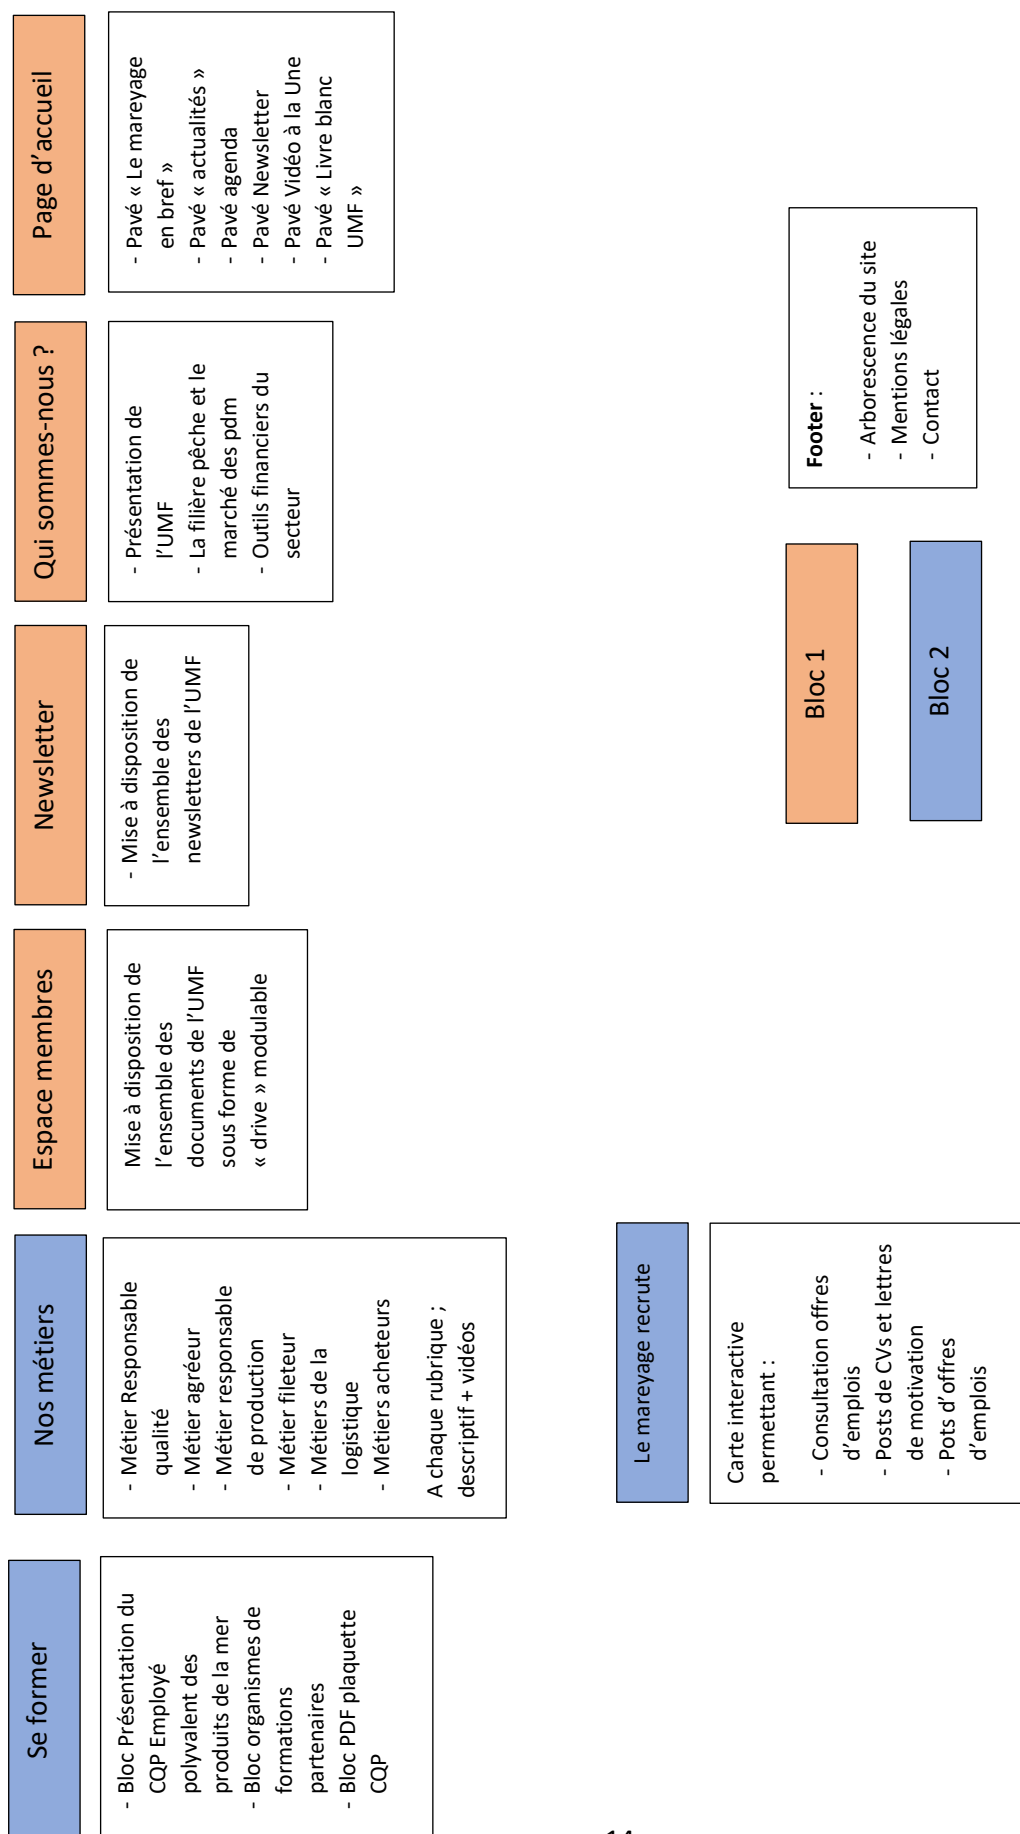 Se former
- Bloc Présentation du
CQP Employé
polyvalent des
produits de la mer
- Bloc organismes de
formations
partenaires
- Bloc PDF plaquette
CQP
Nos métiers
- Métier Responsable
qualité
- Métier agréeur
- Métier responsable
de production
- Métier fileteur
- Métiers de la
logistique
- Métiers acheteurs
A chaque rubrique ;
descriptif + vidéos
Espace membres
Mise à disposition de
l’ensemble des
documents de l’UMF
sous forme de
« drive » modulable
Newsletter
- Mise à disposition de
l’ensemble des
newsletters de l’UMF
Qui sommes-nous ?
- Présentation de
l’UMF
- La filière pêche et le
marché des pdm
- Outils financiers du
secteur
Page d’accueil
- Pavé « Le mareyage
en bref »
- Pavé « actualités »
- Pavé agenda
- Pavé Newsletter
- Pavé Vidéo à la Une
- Pavé « Livre blanc
UMF »
Le mareyage recrute
Carte interactive
permettant :
- Consultation offres
d’emplois
- Posts de CVs et lettres
de motivation
- Pots d’offres
d’emplois
Bloc 1
Bloc 2
Footer :
- Arborescence du site
- Mentions légales
- Contact
14